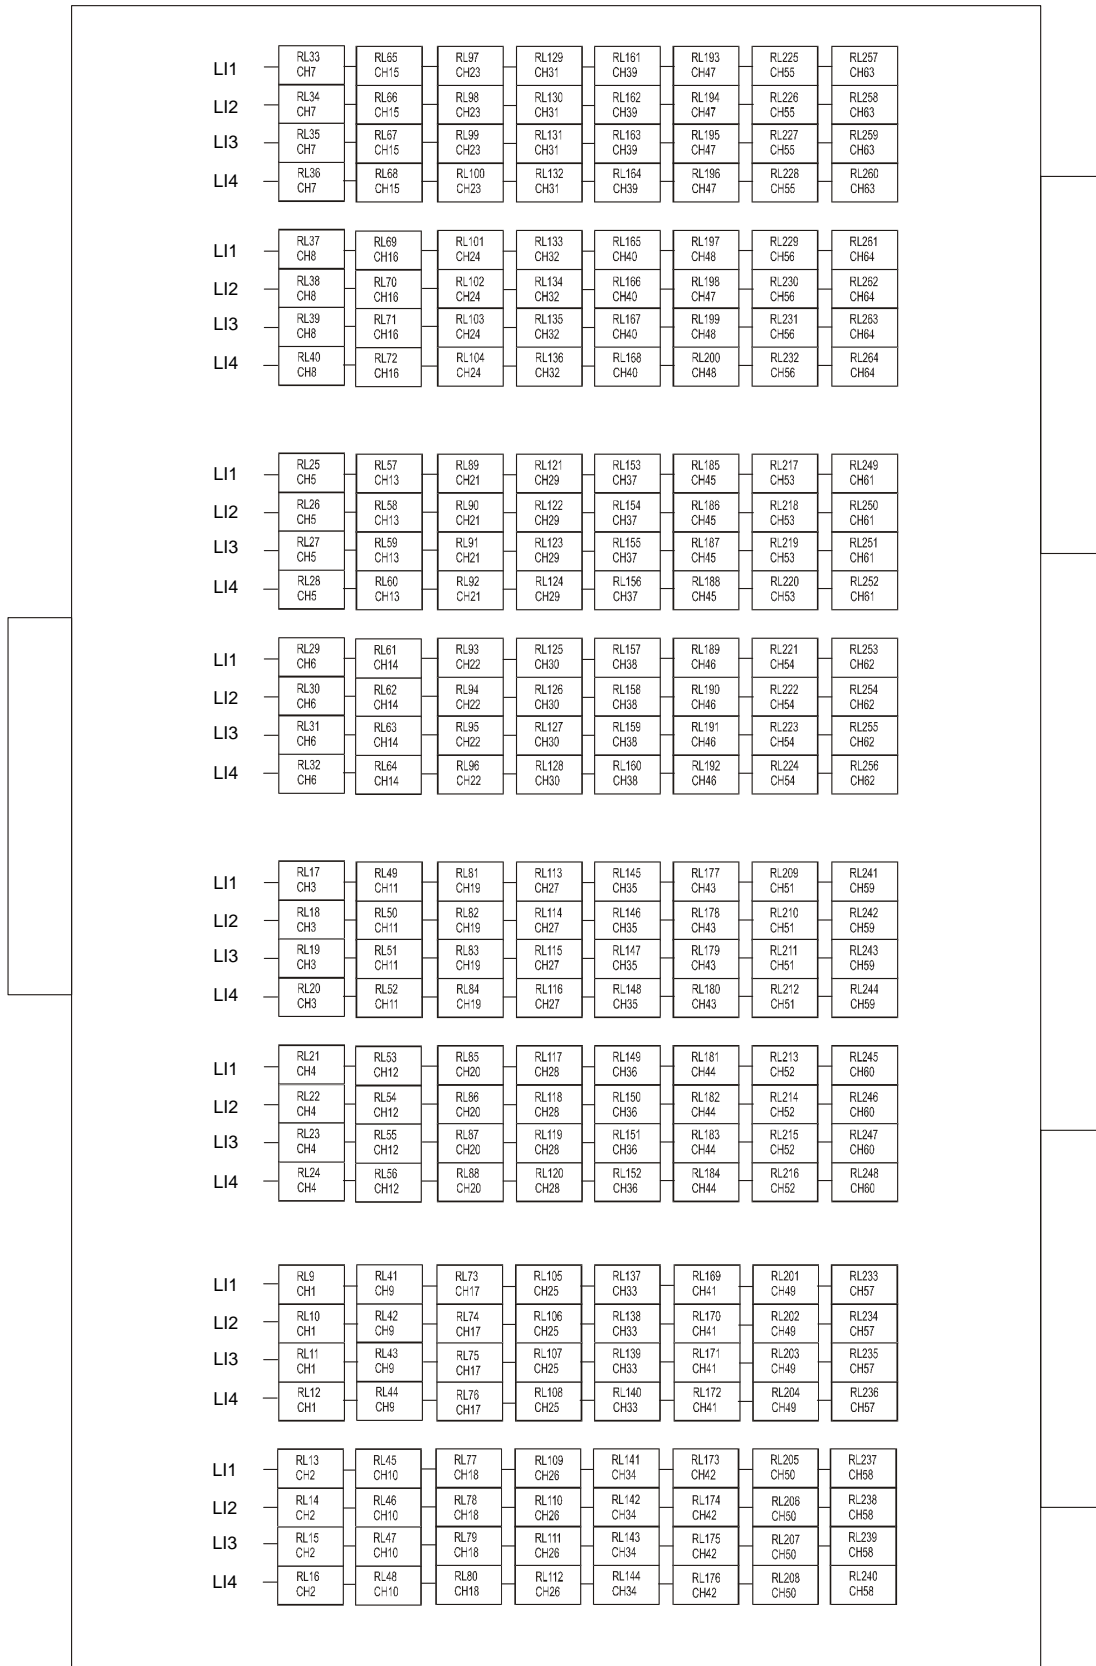 LI1 RL33 RL65 RL97 RL129 RL161 RL193 RL225 RL257
CH7 CH15 CH23 CH31 CH39 CH47 CH55 CH63
LI2 RL34 RL66 RL98 RL130 RL162 RL194 RL226 RL258
CH7 CH15 CH23 CH31 CH39 CH47 CH55 CH63
LI3 RL35 RL67 RL99 RL131 RL163 RL195 RL227 RL259
CH7 CH15 CH23 CH31 CH39 CH47 CH55 CH63
LI4 RL36 RL68 RL100 RL132 RL164 RL196 RL228 RL260
CH7 CH15 CH23 CH31 CH39 CH47 CH55 CH63
LI1 RL37 RL69 RL101 RL133 RL165 RL197 RL229 RL261
CH8 CH16 CH24 CH32 CH40 CH48 CH56 CH64
LI2 RL38 RL70 RL102 RL134 RL166 RL198 RL230 RL262
CH8 CH16 CH24 CH32 CH40 CH47 CH56 CH64
LI3 RL39 RL71 RL103 RL135 RL167 RL199 RL231 RL263
CH8 CH16 CH24 CH32 CH40 CH48 CH56 CH64
LI4 RL40 RL72 RL104 RL136 RL168 RL200 RL232 RL264
CH8 CH16 CH24 CH32 CH40 CH48 CH56 CH64
LI1 RL25 RL57 RL89 RL121 RL153 RL185 RL217 RL249
CH5 CH13 CH21 CH29 CH37 CH45 CH53 CH61
LI2 RL26 RL58 RL90 RL122 RL154 RL186 RL218 RL250
CH5 CH13 CH21 CH29 CH37 CH45 CH53 CH61
LI3 RL27 RL59 RL91 RL123 RL155 RL187 RL219 RL251
CH5 CH13 CH21 CH29 CH37 CH45 CH53 CH61
LI4 RL28 RL60 RL92 RL124 RL156 RL188 RL220 RL252
CH5 CH13 CH21 CH29 CH37 CH45 CH53 CH61
LI1 RL29 RL61 RL93 RL125 RL157 RL189 RL221 RL253
CH6 CH14 CH22 CH30 CH38 CH46 CH54 CH62
LI2 RL30 RL62 RL94 RL126 RL158 RL190 RL222 RL254
CH6 CH14 CH22 CH30 CH38 CH46 CH54 CH62
LI3 RL31 RL63 RL95 RL127 RL159 RL191 RL223 RL255
CH6 CH14 CH22 CH30 CH38 CH46 CH54 CH62
LI4 RL32 RL64 RL96 RL128 RL160 RL192 RL224 RL256
CH6 CH14 CH22 CH30 CH38 CH46 CH54 CH62
LI1 RL17 RL49 RL81 RL113 RL145 RL177 RL209 RL241
CH3 CH11 CH19 CH27 CH35 CH43 CH51 CH59
LI2 RL18 RL50 RL82 RL114 RL146 RL178 RL210 RL242
CH3 CH11 CH19 CH27 CH35 CH43 CH51 CH59
LI3 RL19 RL51 RL83 RL115 RL147 RL179 RL211 RL243
CH3 CH11 CH19 CH27 CH35 CH43 CH51 CH59
LI4 RL20 RL52 RL84 RL116 RL148 RL180 RL212 RL244
CH3 CH11 CH19 CH27 CH35 CH43 CH51 CH59
LI1 RL21 RL53 RL85 RL117 RL149 RL181 RL213 RL245
CH4 CH12 CH20 CH28 CH36 CH44 CH52 CH60
LI2 RL22 RL54 RL86 RL118 RL150 RL182 RL214 RL246
CH4 CH12 CH20 CH28 CH36 CH44 CH52 CH60
LI3 RL23 RL55 RL87 RL119 RL151 RL183 RL215 RL247
CH4 CH12 CH20 CH28 CH36 CH44 CH52 CH60
LI4 RL24 RL56 RL88 RL120 RL152 RL184 RL216 RL248
CH4 CH12 CH20 CH28 CH36 CH44 CH52 CH60
LI1 RL9 RL41 RL73 RL105 RL137 RL169 RL201 RL233
CH1 CH9 CH17 CH25 CH33 CH41 CH49 CH57
LI2 RL10 RL42 RL74 RL106 RL138 RL170 RL202 RL234
CH1 CH9 CH17 CH25 CH33 CH41 CH49 CH57
LI3 RL11 RL43 RL75 RL107 RL139 RL171 RL203 RL235
CH1 CH9 CH17 CH25 CH33 CH41 CH49 CH57
LI4 RL12 RL44 RL76 RL108 RL140 RL172 RL204 RL236
CH1 CH9 CH17 CH25 CH33 CH41 CH49 CH57
LI1 RL13 RL45 RL77 RL109 RL141 RL173 RL205 RL237
CH2 CH10 CH18 CH26 CH34 CH42 CH50 CH58
LI2 RL14 RL46 RL78 RL110 RL142 RL174 RL206 RL238
CH2 CH10 CH18 CH26 CH34 CH42 CH50 CH58
LI3 RL15 RL47 RL79 RL111 RL143 RL175 RL207 RL239
CH2 CH10 CH18 CH26 CH34 CH42 CH50 CH58
LI4 RL16 RL48 RL80 RL112 RL144 RL176 RL208 RL240
CH2 CH10 CH18 CH26 CH34 CH42 CH50 CH58